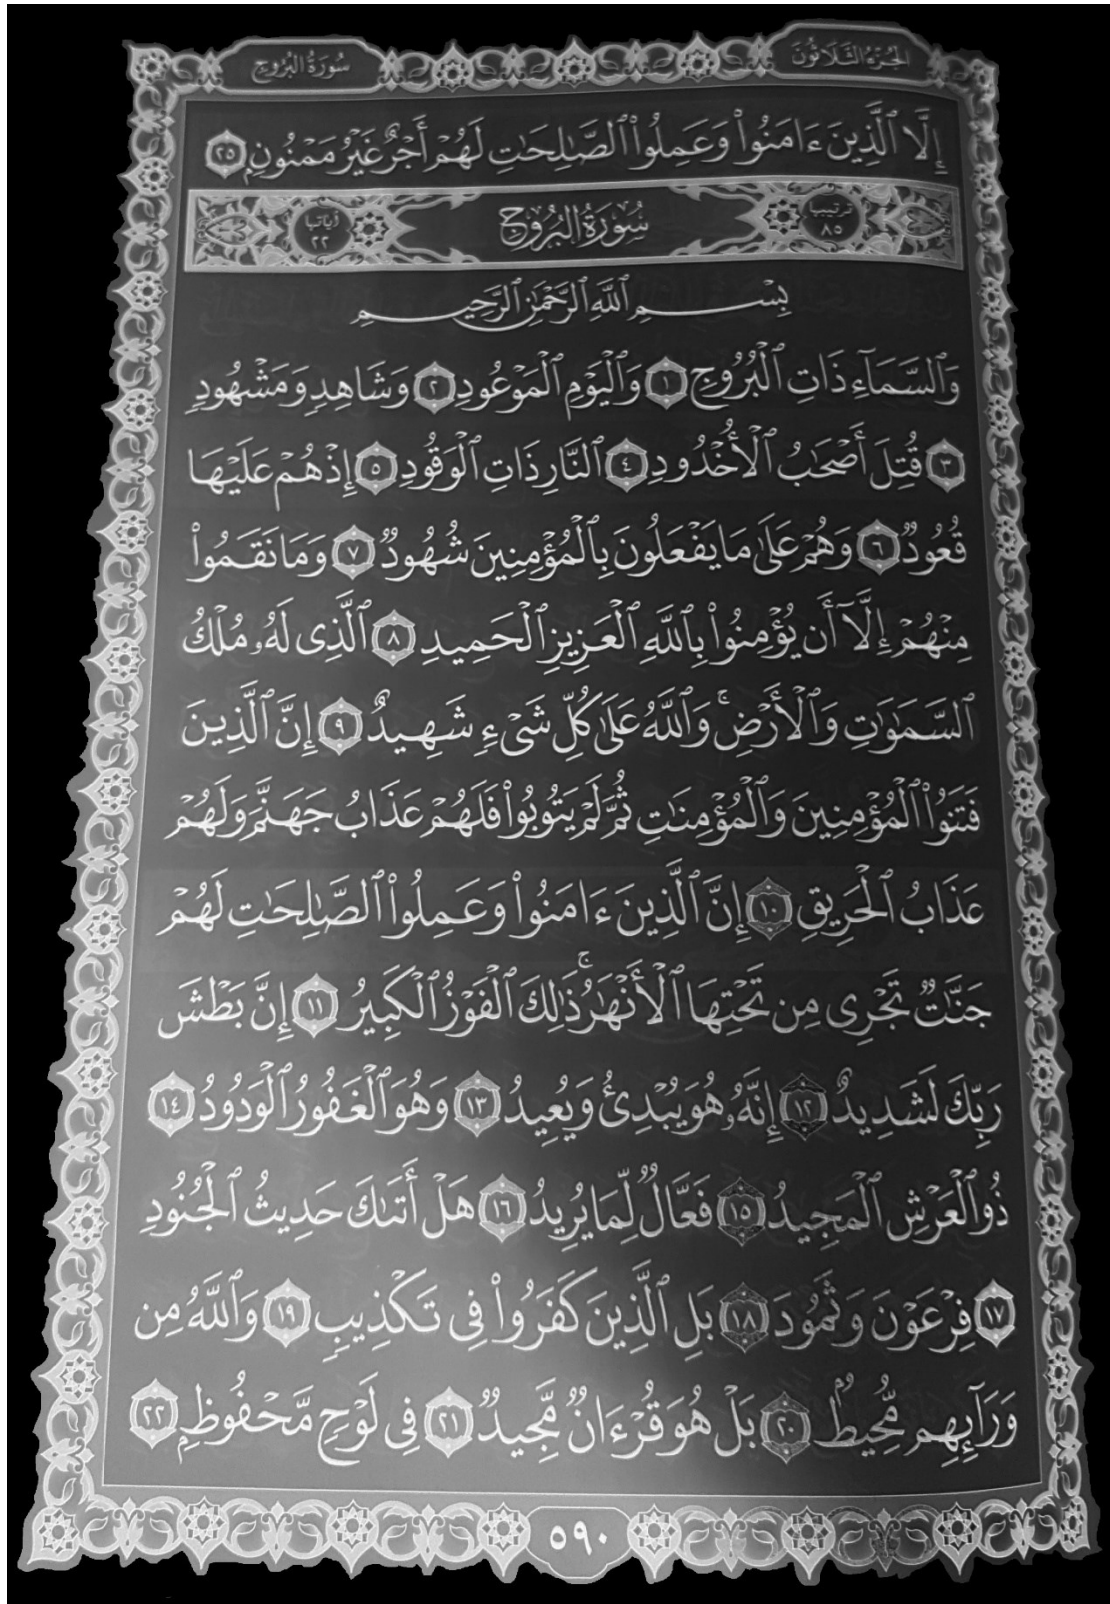 الجزء الثلاثون
سورة البروج
إِلَّا ٱلَّذِينَ ءَامَنُوا۟ وَعَمِلُوا۟ ٱلصَّٰلِحَٰتِ لَهُمْ أَجْرٌ غَيْرُ مَمْنُونٍۭ ٢٥
ترتيبها ٨٥
سُورَةُ البُرُوجِ
آياتها ٢٢
بِسْمِ ٱللَّهِ ٱلرَّحْمَٰنِ ٱلرَّحِيمِ
وَٱلسَّمَآءِ ذَاتِ ٱلْبُرُوجِ ١ وَٱلْيَوْمِ ٱلْمَوْعُودِ ٢ وَشَاهِدٍ وَمَشْهُودٍ
٣ قُتِلَ أَصْحَٰبُ ٱلْأُخْدُودِ ٤ ٱلنَّارِ ذَاتِ ٱلْوَقُودِ ٥ إِذْ هُمْ عَلَيْهَا
قُعُودٌ ٦ وَهُمْ عَلَىٰ مَا يَفْعَلُونَ بِٱلْمُؤْمِنِينَ شُهُودٌ ٧ وَمَا نَقَمُوا۟
مِنْهُمْ إِلَّآ أَن يُؤْمِنُوا۟ بِٱللَّهِ ٱلْعَزِيزِ ٱلْحَمِيدِ ٨ ٱلَّذِى لَهُۥ مُلْكُ
ٱلسَّمَٰوَٰتِ وَٱلْأَرْضِ ۚ وَٱللَّهُ عَلَىٰ كُلِّ شَىْءٍ شَهِيدٌ ٩ إِنَّ ٱلَّذِينَ
فَتَنُوا۟ ٱلْمُؤْمِنِينَ وَٱلْمُؤْمِنَٰتِ ثُمَّ لَمْ يَتُوبُوا۟ فَلَهُمْ عَذَابُ جَهَنَّمَ وَلَهُمْ
عَذَابُ ٱلْحَرِيقِ ١٠ إِنَّ ٱلَّذِينَ ءَامَنُوا۟ وَعَمِلُوا۟ ٱلصَّٰلِحَٰتِ لَهُمْ
جَنَّٰتٌ تَجْرِى مِن تَحْتِهَا ٱلْأَنْهَٰرُ ۚ ذَٰلِكَ ٱلْفَوْزُ ٱلْكَبِيرُ ١١ إِنَّ بَطْشَ
رَبِّكَ لَشَدِيدٌ ١٢ إِنَّهُۥ هُوَ يُبْدِئُ وَيُعِيدُ ١٣ وَهُوَ ٱلْغَفُورُ ٱلْوَدُودُ ١٤
ذُو ٱلْعَرْشِ ٱلْمَجِيدُ ١٥ فَعَّالٌ لِّمَا يُرِيدُ ١٦ هَلْ أَتَىٰكَ حَدِيثُ ٱلْجُنُودِ
١٧ فِرْعَوْنَ وَثَمُودَ ١٨ بَلِ ٱلَّذِينَ كَفَرُوا۟ فِى تَكْذِيبٍ ١٩ وَٱللَّهُ مِن
وَرَآئِهِم مُّحِيطٌۢ ٢٠ بَلْ هُوَ قُرْءَانٌ مَّجِيدٌ ٢١ فِى لَوْحٍ مَّحْفُوظٍۭ ٢٢
٥٩٠